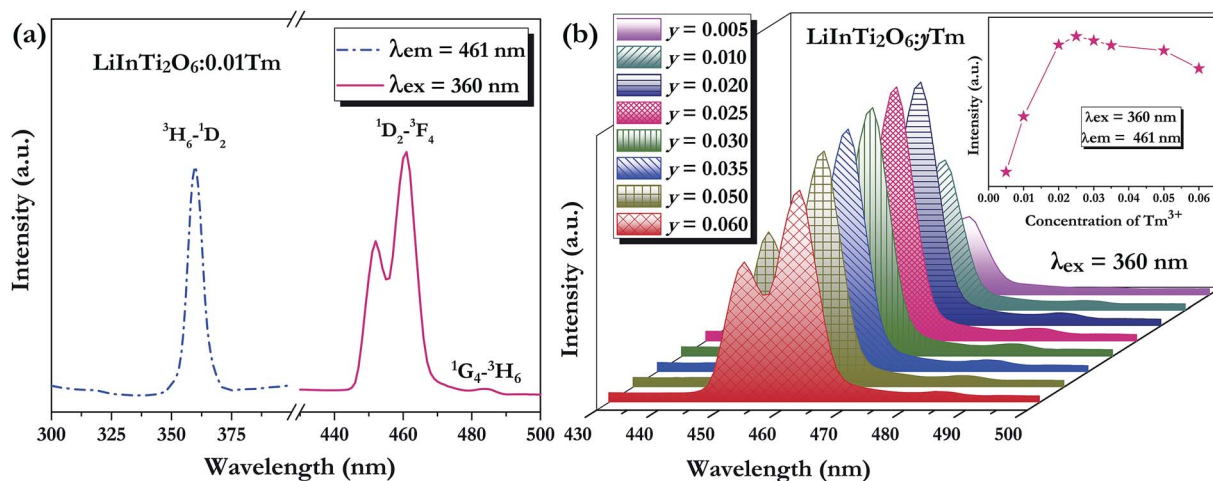 (a)
LiInTi₂O₆:0.01Tm
λem = 461 nm
λex = 360 nm
³H₆-¹D₂
¹D₂-³F₄
¹G₄-³H₆
Intensity (a.u.)
300 325 350 375 440 460 480 500
Wavelength (nm)
(b)
y = 0.005
y = 0.010
y = 0.020
y = 0.025
y = 0.030
y = 0.035
y = 0.050
y = 0.060
LiInTi₂O₆:yTm
Intensity (a.u.)
λex = 360 nm
λem = 461 nm
0.00 0.01 0.02 0.03 0.04 0.05 0.06
Concentration of Tm³⁺
λex = 360 nm
Intensity (a.u.)
430 440 450 460 470 480 490 500
Wavelength (nm)